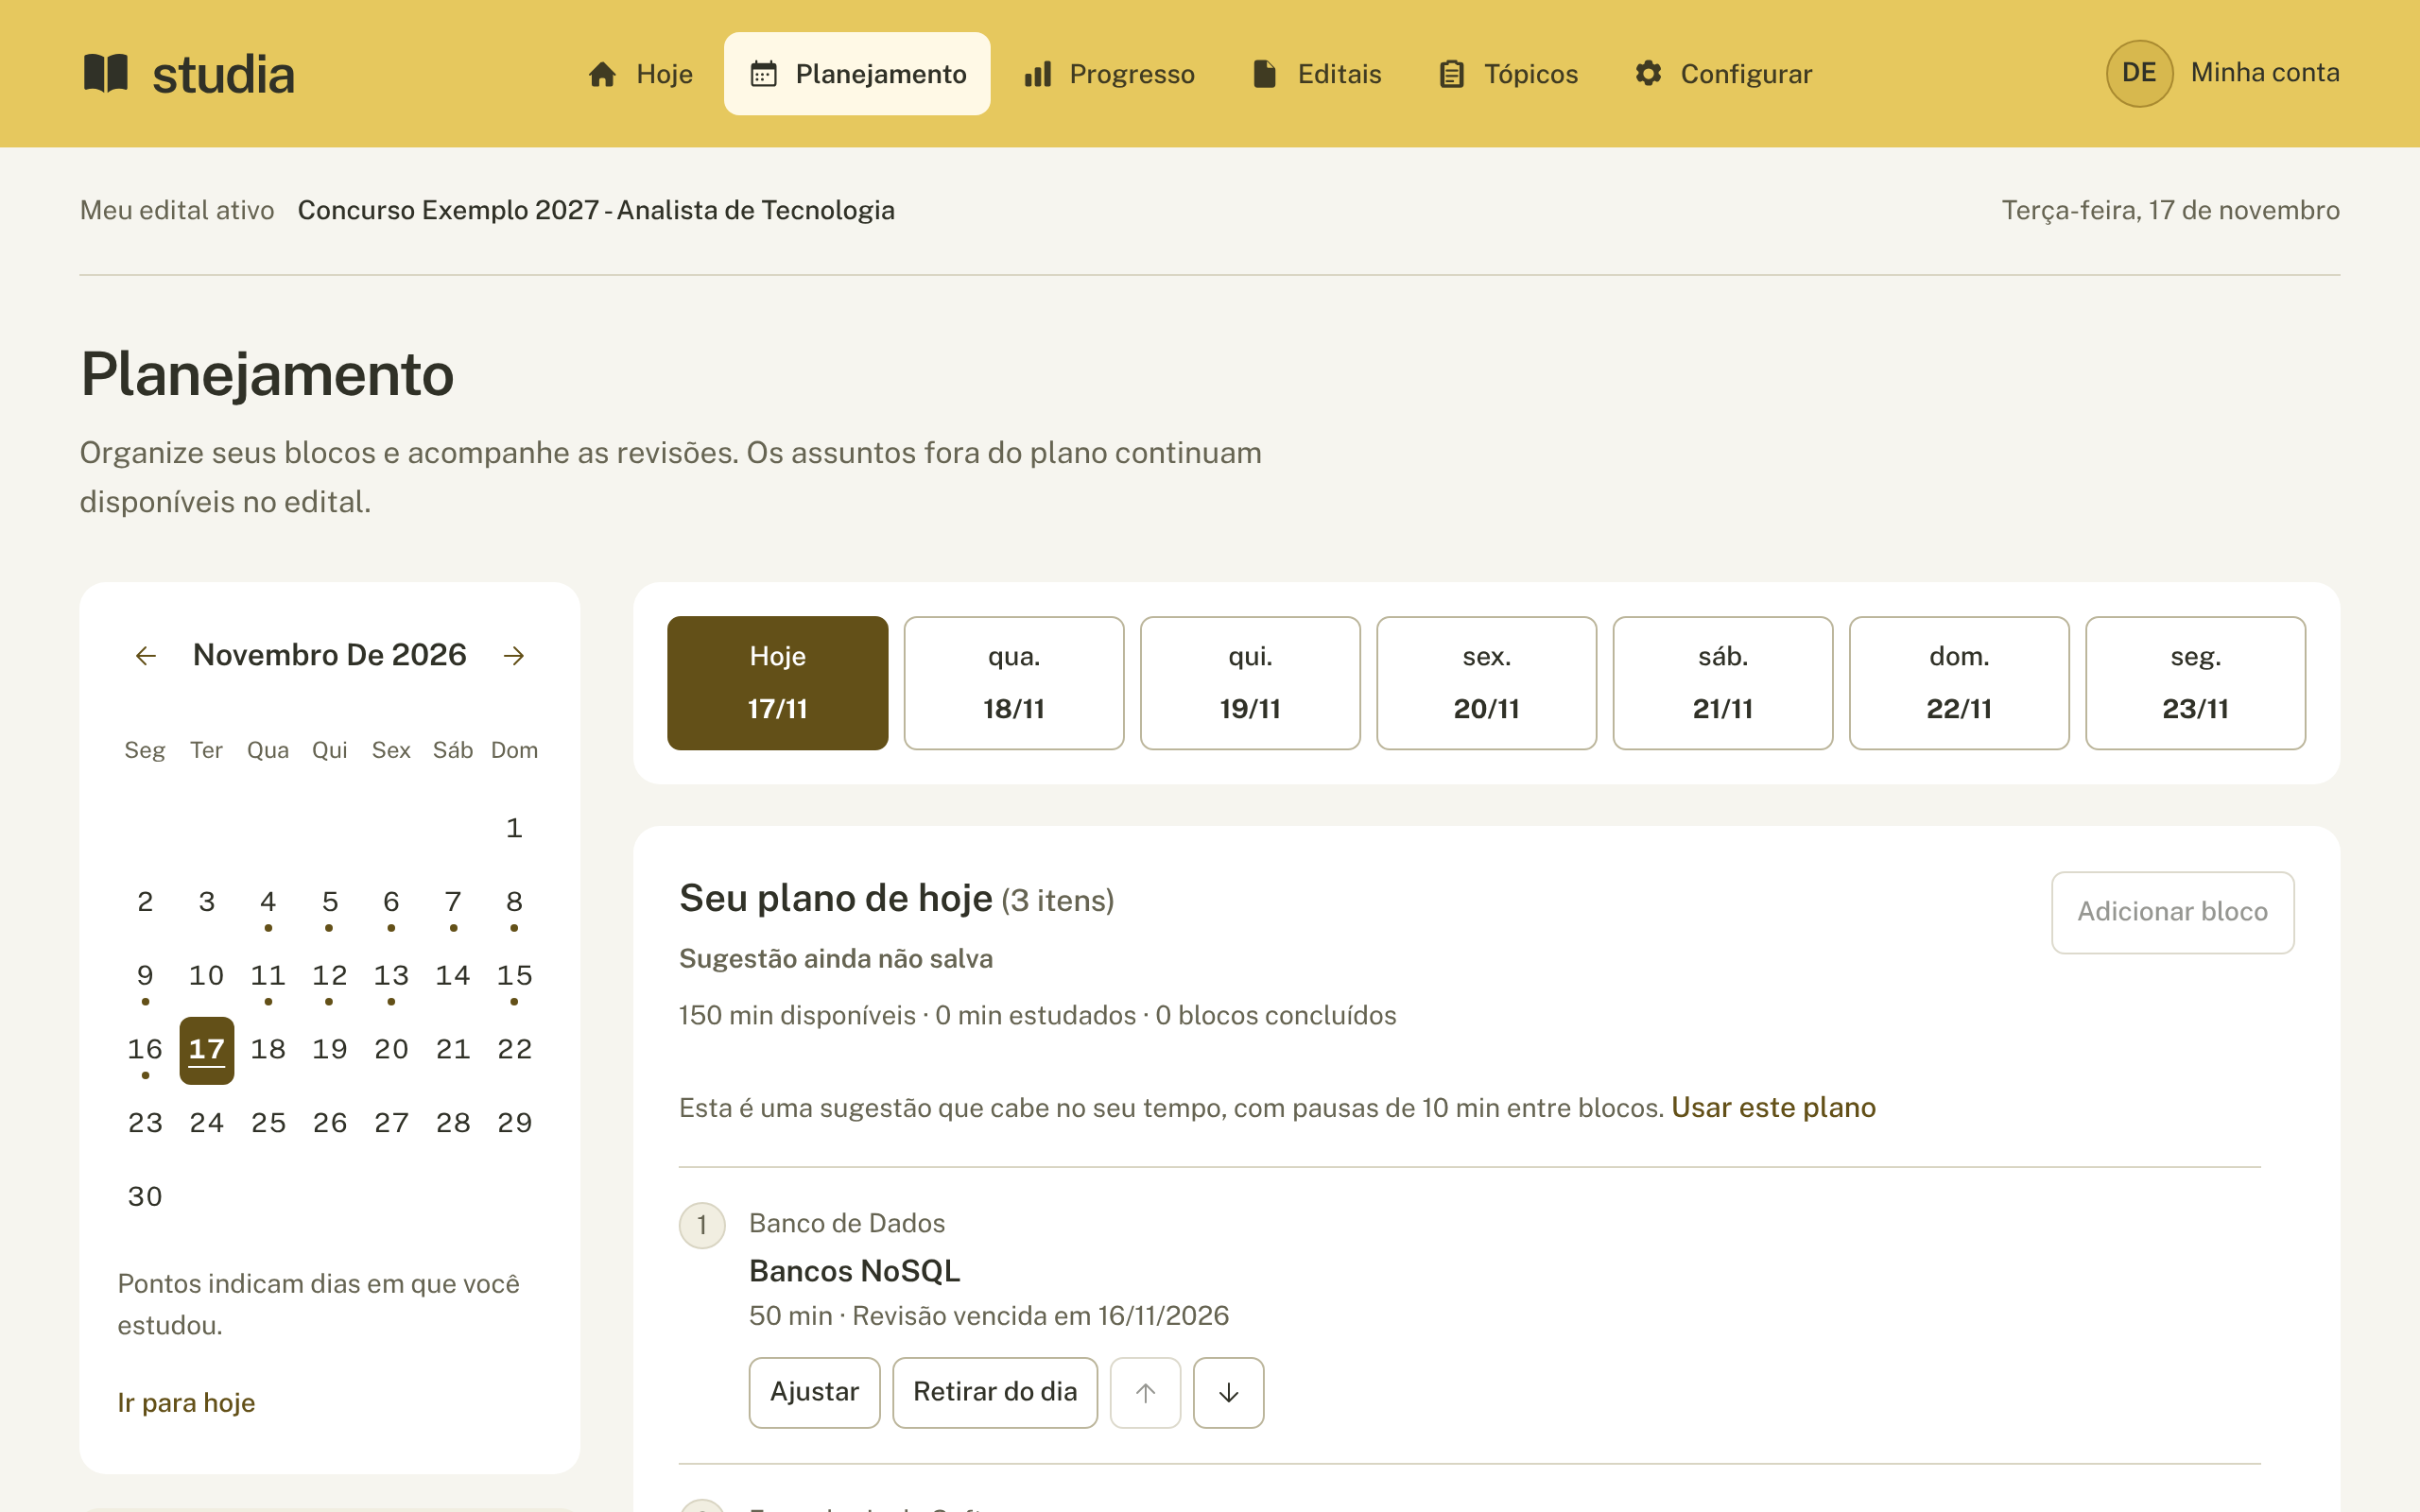 studia
Hoje
Planejamento
Progresso
Editais
Tópicos
Configurar
DE
Minha conta
Meu edital ativo Concurso Exemplo 2027 - Analista de Tecnologia
Terça-feira, 17 de novembro
Planejamento
Organize seus blocos e acompanhe as revisões. Os assuntos fora do plano continuam
disponíveis no edital.
Novembro De 2026
Seg Ter Qua Qui Sex Sáb Dom
1
2 3 4 5 6 7 8
9 10 11 12 13 14 15
16 17 18 19 20 21 22
23 24 25 26 27 28 29
30
Pontos indicam dias em que você
estudou.
Ir para hoje
Hoje
17/11
qua.
18/11
qui.
19/11
sex.
20/11
sáb.
21/11
dom.
22/11
seg.
23/11
Seu plano de hoje (3 itens)
Adicionar bloco
Sugestão ainda não salva
150 min disponíveis · 0 min estudados · 0 blocos concluídos
Esta é uma sugestão que cabe no seu tempo, com pausas de 10 min entre blocos. Usar este plano
1
Banco de Dados
Bancos NoSQL
50 min · Revisão vencida em 16/11/2026
Ajustar
Retirar do dia